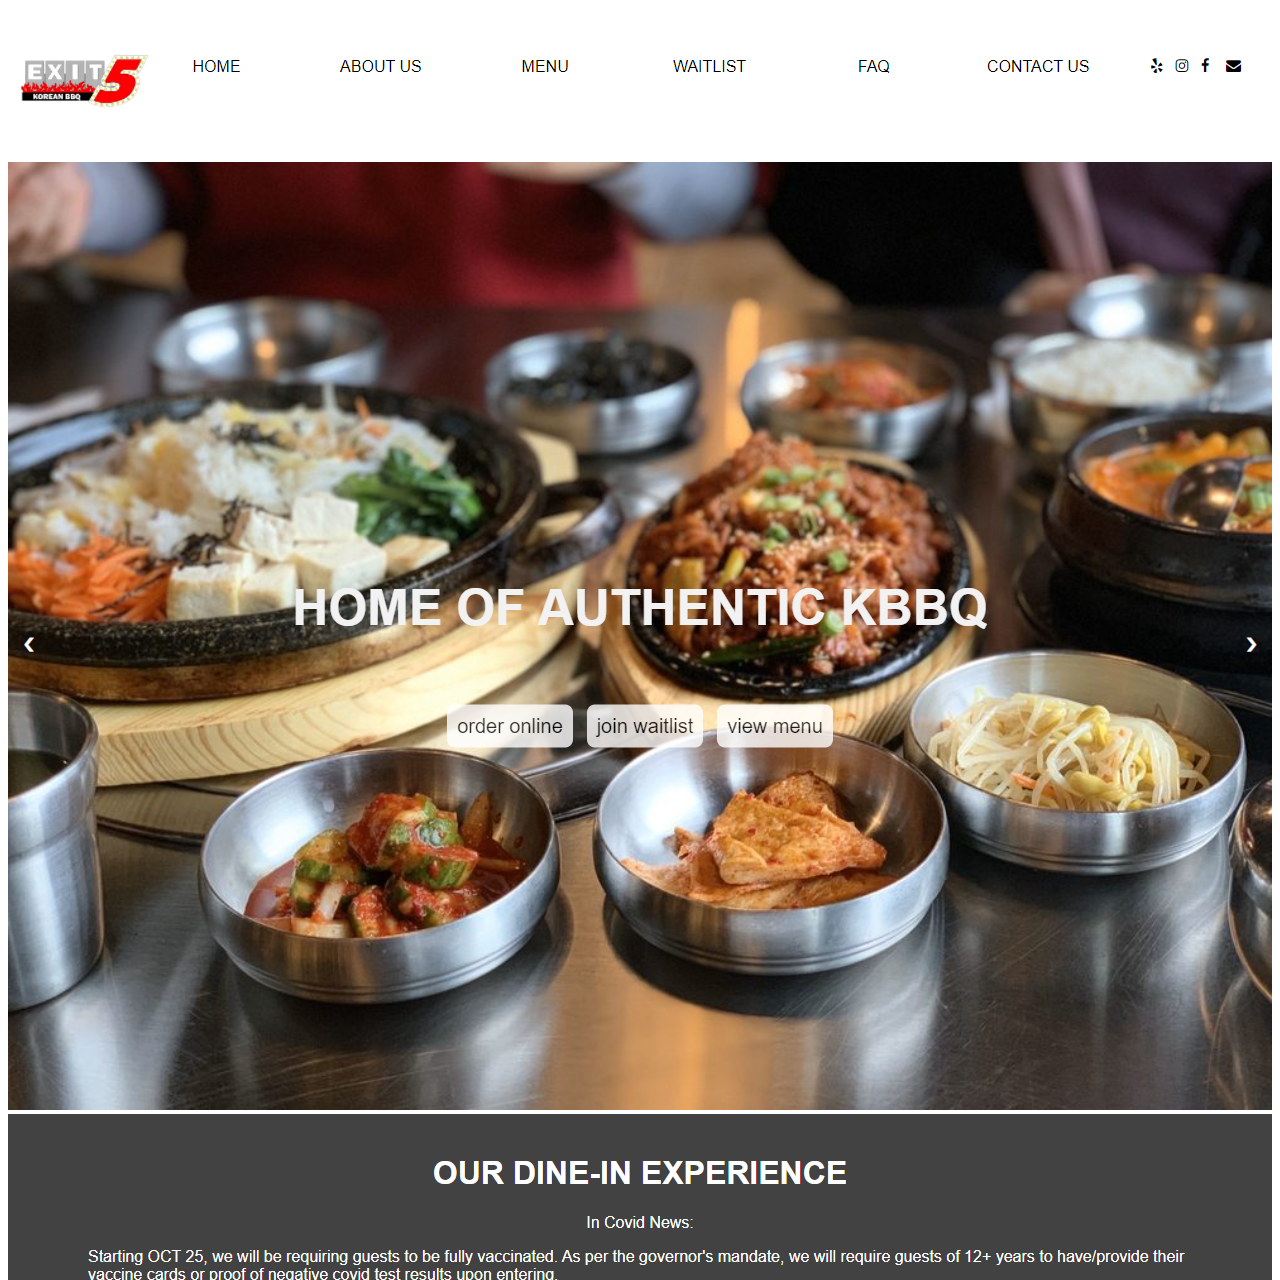 EXIT 5
KOREAN BBQ
HOME ABOUT US MENU WAITLIST FAQ CONTACT US
HOME OF AUTHENTIC KBBQ
❮ ❯
order online join waitlist view menu
OUR DINE-IN EXPERIENCE
In Covid News:
Starting OCT 25, we will be requiring guests to be fully vaccinated. As per the governor's mandate, we will require guests of 12+ years to have/provide their
vaccine cards or proof of negative covid test results upon entering.